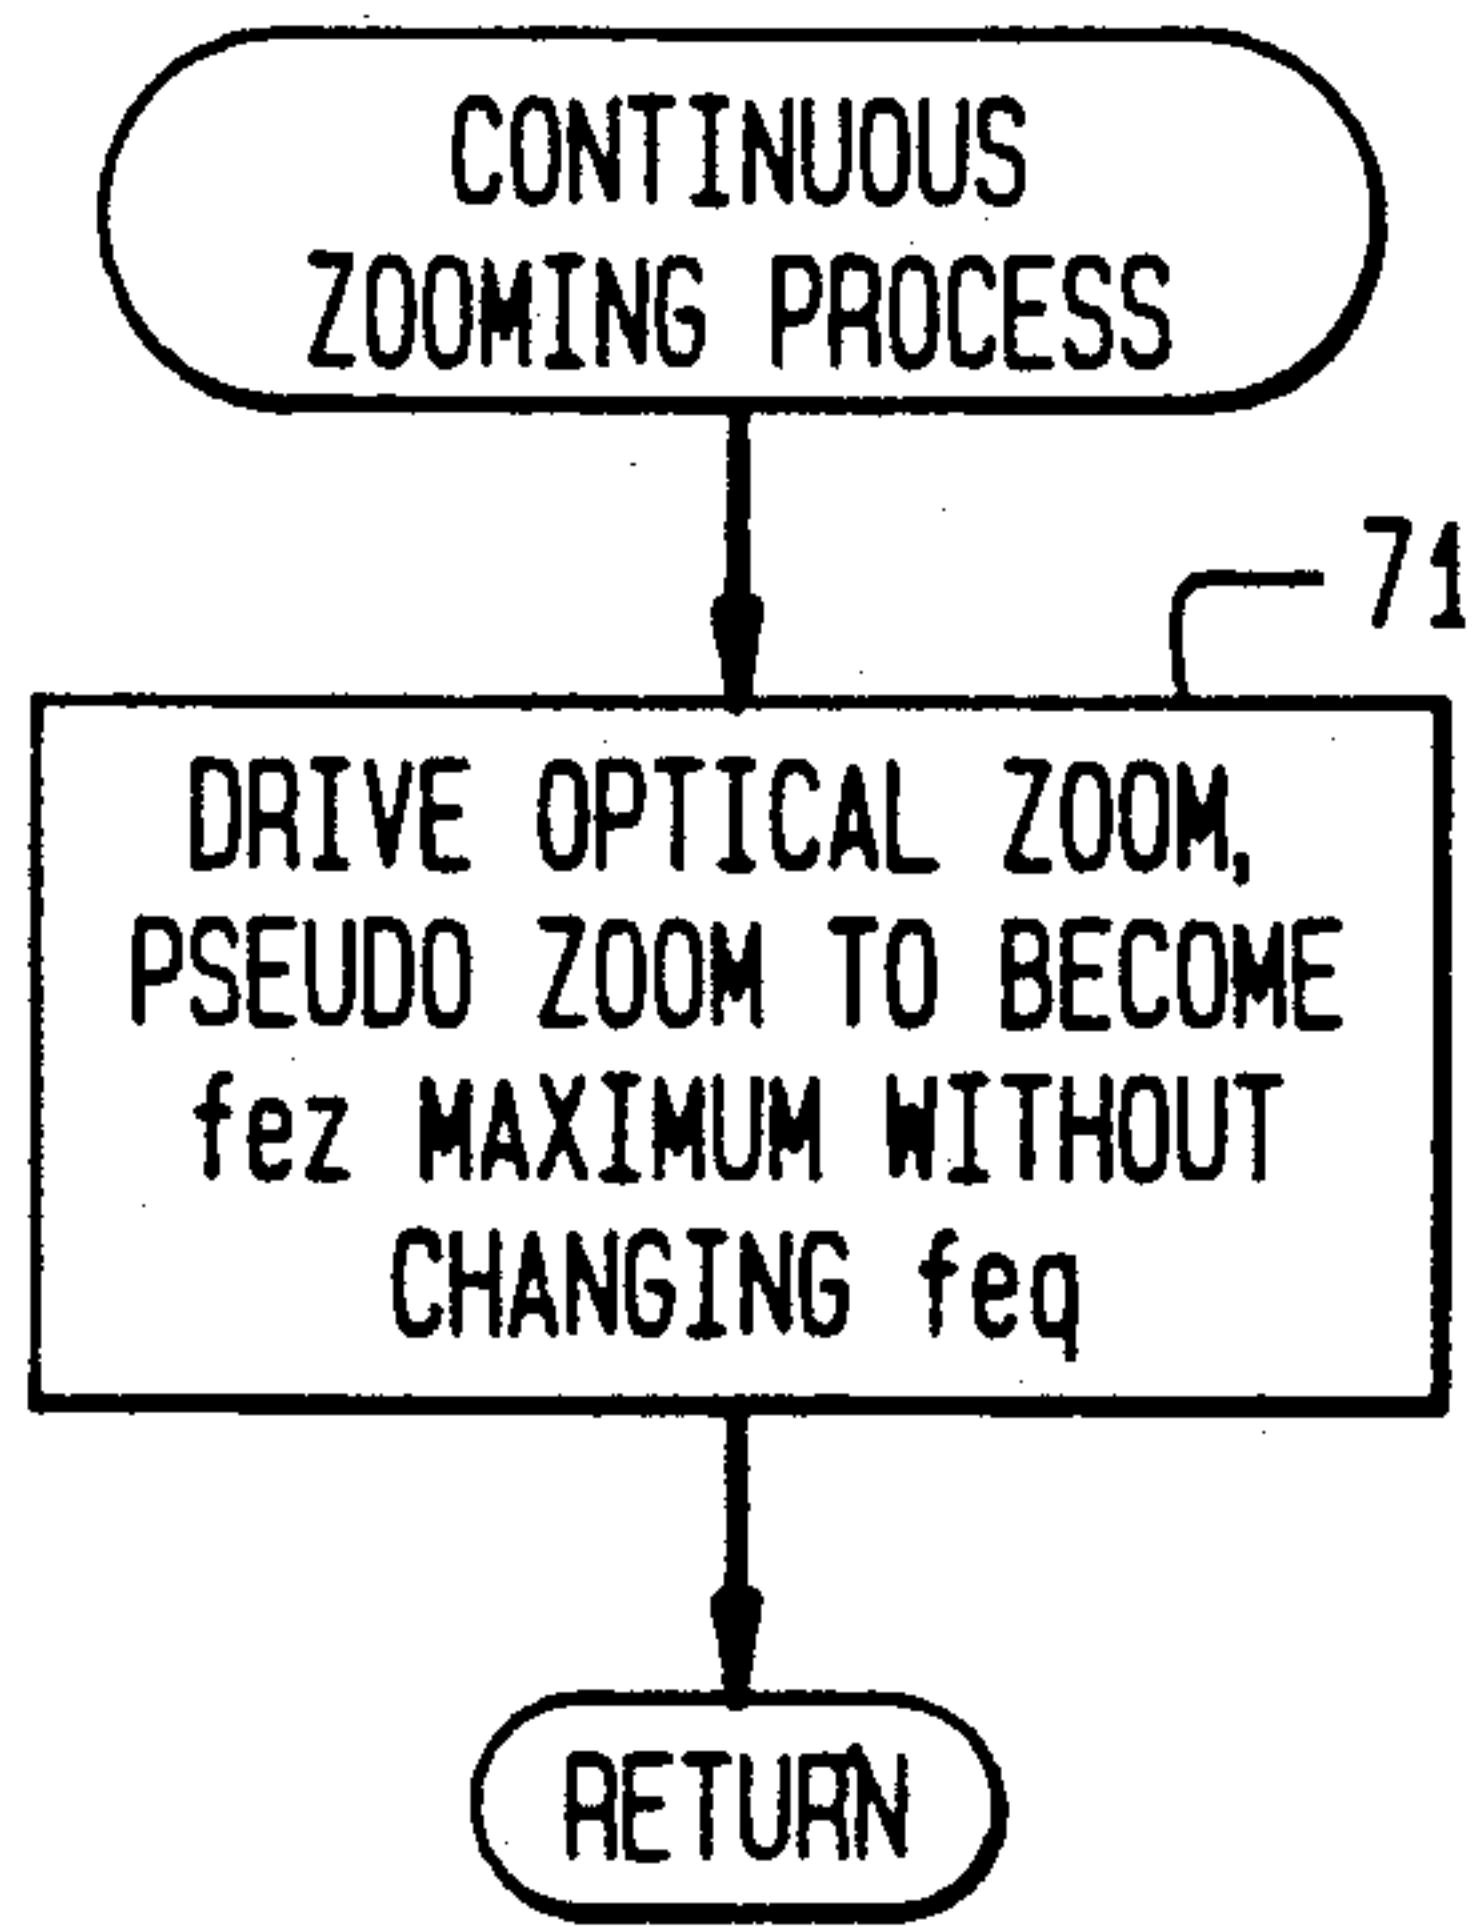 CONTINUOUS
ZOOMING PROCESS
71
DRIVE OPTICAL ZOOM,
PSEUDO ZOOM TO BECOME
fez MAXIMUM WITHOUT
CHANGING feq
RETURN